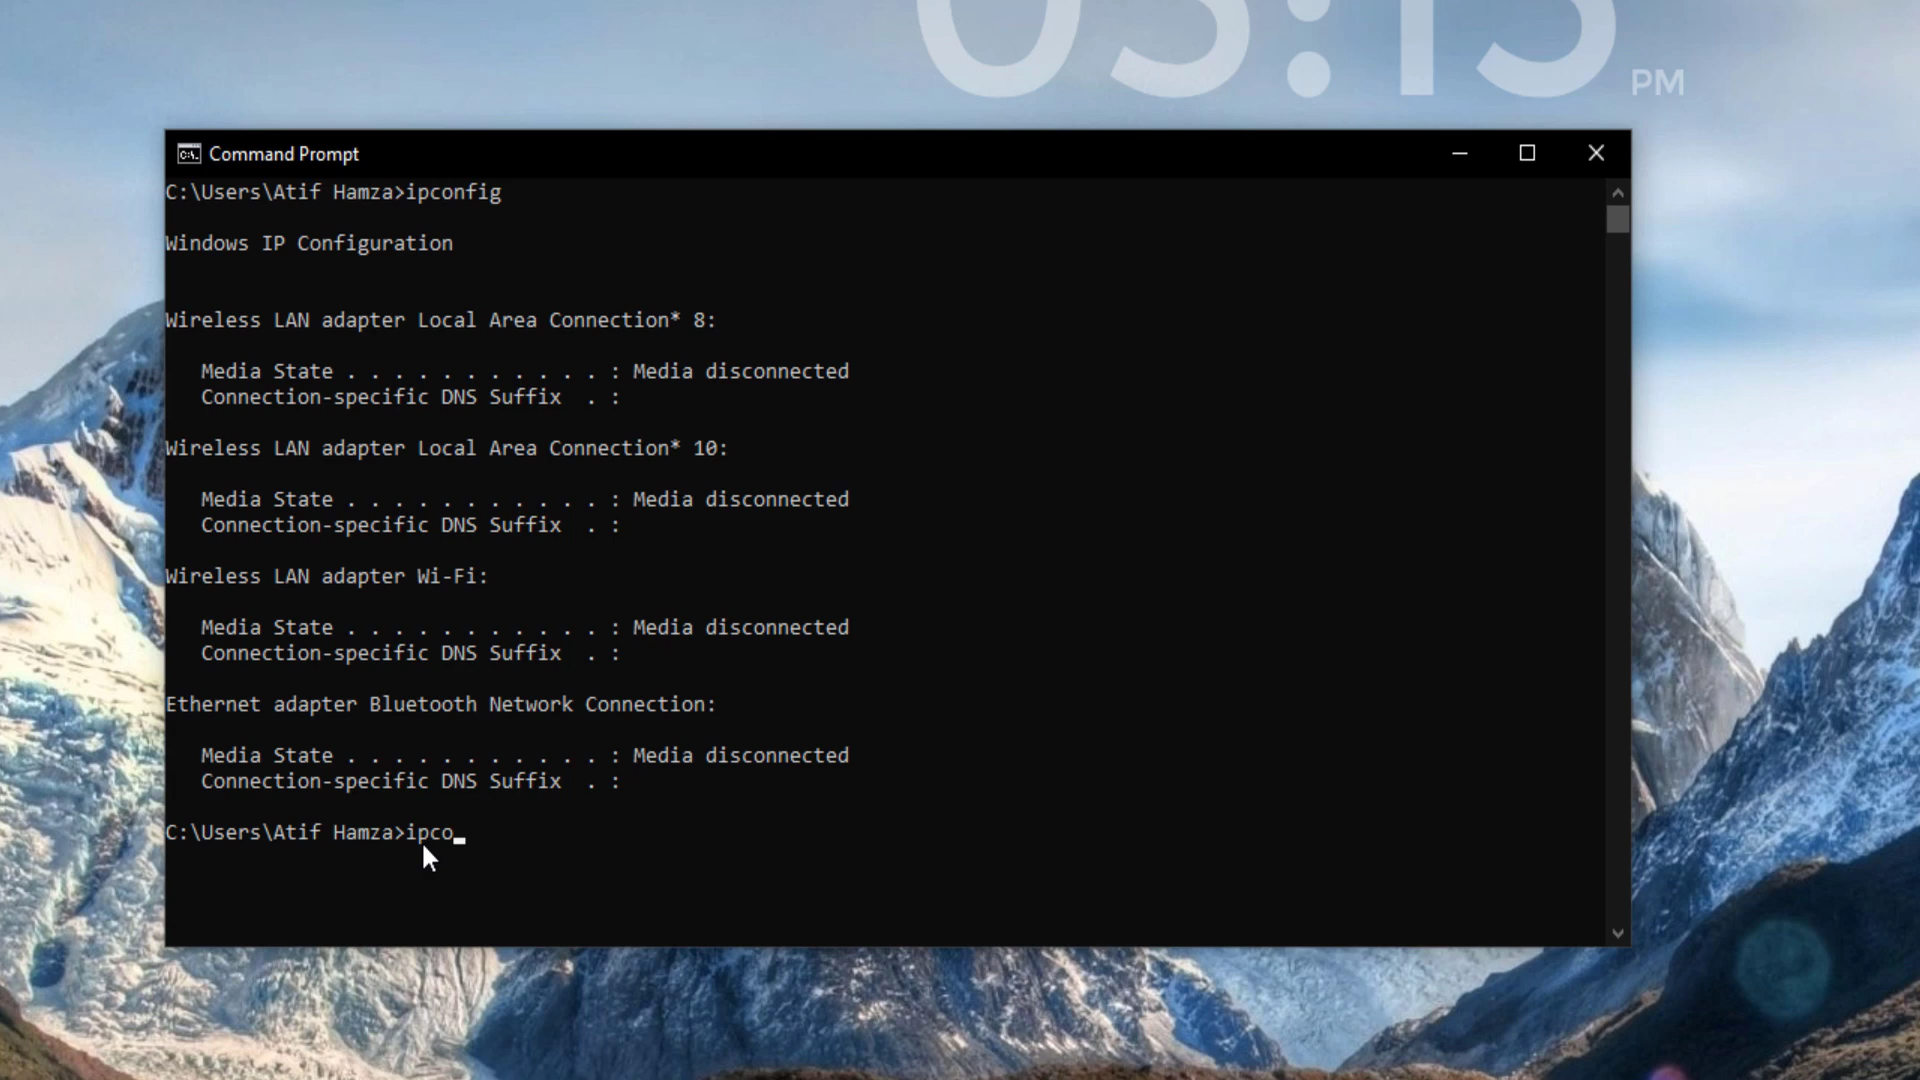 PM
Command Prompt
C:\Users\Atif Hamza>ipconfig
Windows IP Configuration
Wireless LAN adapter Local Area Connection* 8:
Media State . . . . . . . . . . . : Media disconnected
Connection-specific DNS Suffix  . :
Wireless LAN adapter Local Area Connection* 10:
Media State . . . . . . . . . . . : Media disconnected
Connection-specific DNS Suffix  . :
Wireless LAN adapter Wi-Fi:
Media State . . . . . . . . . . . : Media disconnected
Connection-specific DNS Suffix  . :
Ethernet adapter Bluetooth Network Connection:
Media State . . . . . . . . . . . : Media disconnected
Connection-specific DNS Suffix  . :
C:\Users\Atif Hamza>ipco_